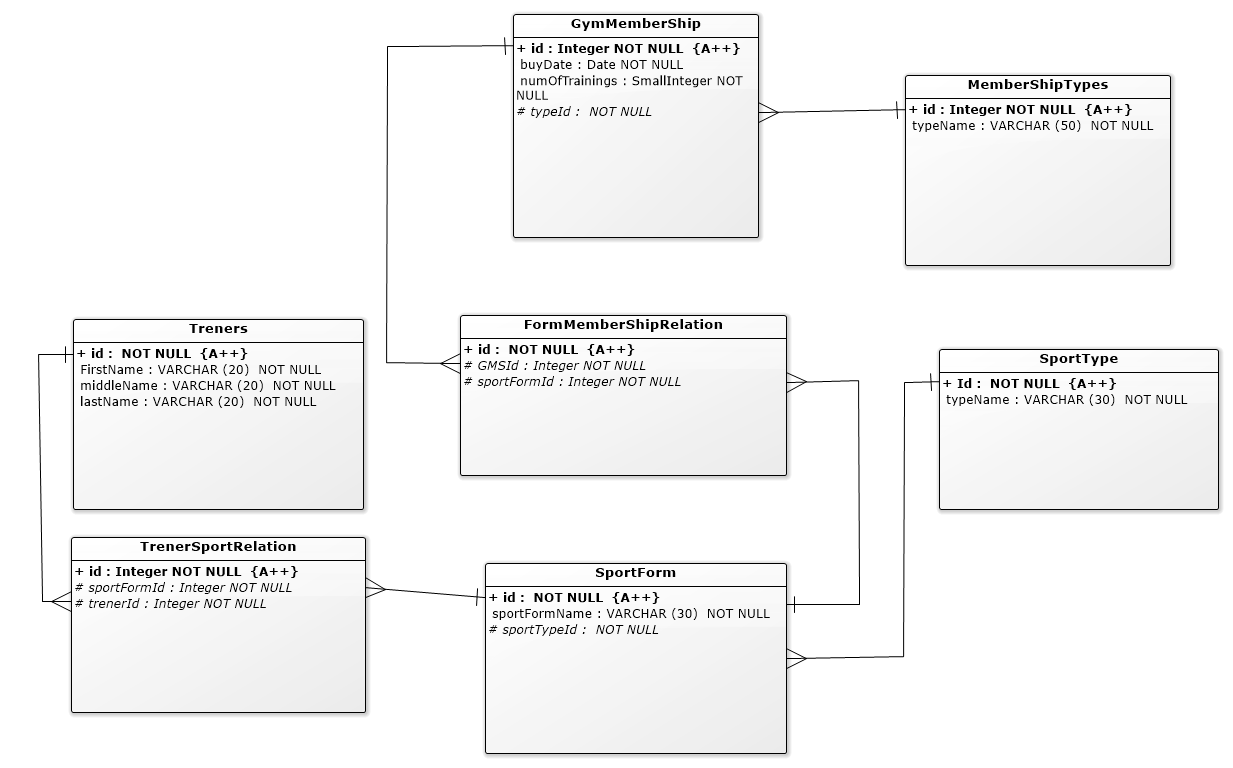 GymMemberShip
+ id : Integer NOT NULL {A++}
buyDate : Date NOT NULL
numOfTrainings : SmallInteger NOT
NULL
# typeId : NOT NULL
MemberShipTypes
+ id : Integer NOT NULL {A++}
typeName : VARCHAR (50) NOT NULL
Treners
+ id : NOT NULL {A++}
FirstName : VARCHAR (20) NOT NULL
middleName : VARCHAR (20) NOT NULL
lastName : VARCHAR (20) NOT NULL
FormMemberShipRelation
+ id : NOT NULL {A++}
# GMSId : Integer NOT NULL
# sportFormId : Integer NOT NULL
SportType
+ Id : NOT NULL {A++}
typeName : VARCHAR (30) NOT NULL
TrenerSportRelation
+ id : Integer NOT NULL {A++}
# sportFormId : Integer NOT NULL
# trenerId : Integer NOT NULL
SportForm
+ id : NOT NULL {A++}
sportFormName : VARCHAR (30) NOT NULL
# sportTypeId : NOT NULL